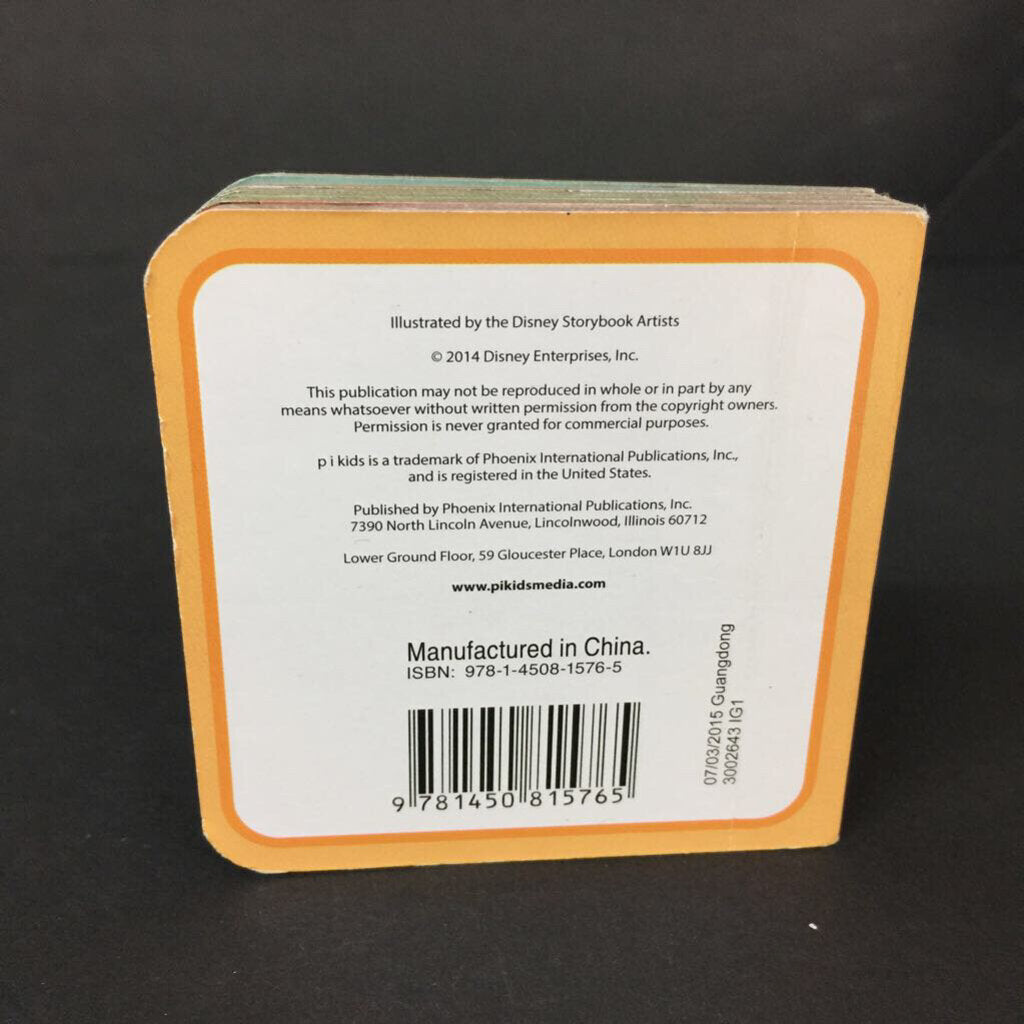 Illustrated by the Disney Storybook Artists
© 2014 Disney Enterprises, Inc.
This publication may not be reproduced in whole or in part by any
means whatsoever without written permission from the copyright owners.
Permission is never granted for commercial purposes.
p i kids is a trademark of Phoenix International Publications, Inc.,
and is registered in the United States.
Published by Phoenix International Publications, Inc.
7390 North Lincoln Avenue, Lincolnwood, Illinois 60712
Lower Ground Floor, 59 Gloucester Place, London W1U 8JJ
www.pikidsmedia.com
Manufactured in China.
ISBN: 978-1-4508-1576-5
9 781450 815765
07/03/2015 Guangdong
3002643 IG1